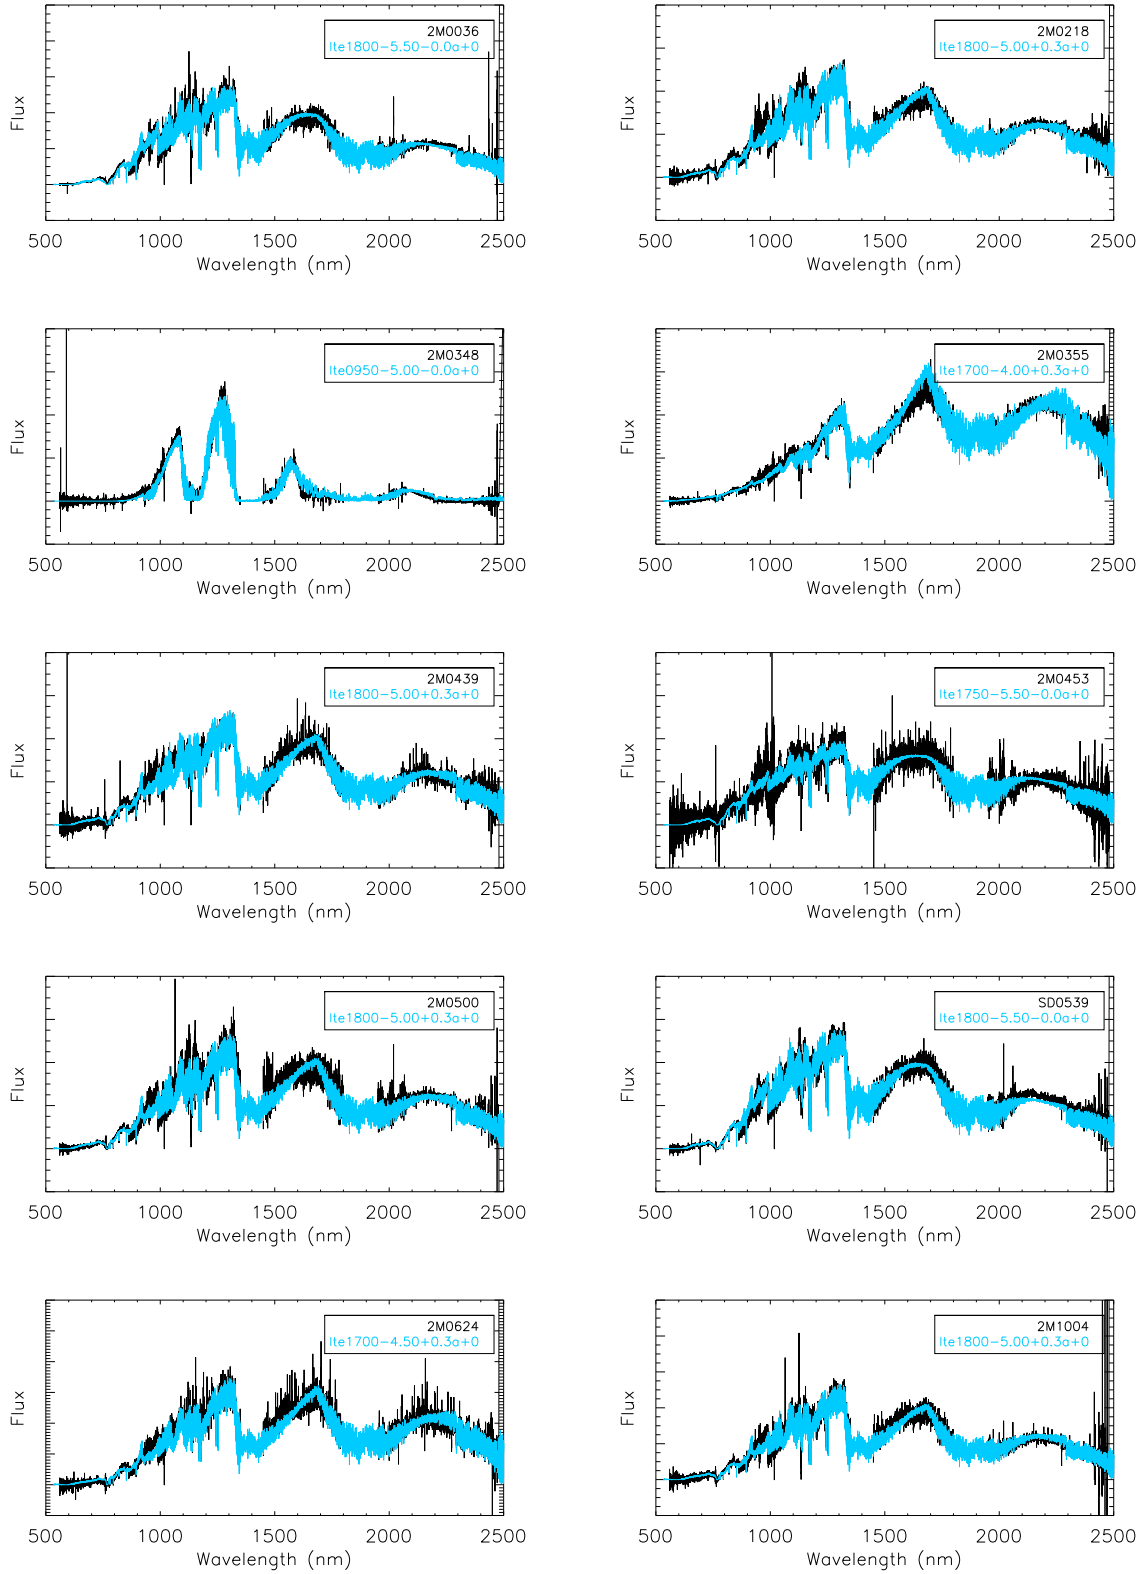 Flux
2M0036
lte1800-5.50-0.0a+0
500 1000 1500 2000 2500
Wavelength (nm)
Flux
2M0218
lte1800-5.00+0.3a+0
500 1000 1500 2000 2500
Wavelength (nm)
Flux
2M0348
lte0950-5.00-0.0a+0
500 1000 1500 2000 2500
Wavelength (nm)
Flux
2M0355
lte1700-4.00+0.3a+0
500 1000 1500 2000 2500
Wavelength (nm)
Flux
2M0439
lte1800-5.00+0.3a+0
500 1000 1500 2000 2500
Wavelength (nm)
Flux
2M0453
lte1750-5.50-0.0a+0
500 1000 1500 2000 2500
Wavelength (nm)
Flux
2M0500
lte1800-5.00+0.3a+0
500 1000 1500 2000 2500
Wavelength (nm)
Flux
SD0539
lte1800-5.50-0.0a+0
500 1000 1500 2000 2500
Wavelength (nm)
Flux
2M0624
lte1700-4.50+0.3a+0
500 1000 1500 2000 2500
Wavelength (nm)
Flux
2M1004
lte1800-5.00+0.3a+0
500 1000 1500 2000 2500
Wavelength (nm)